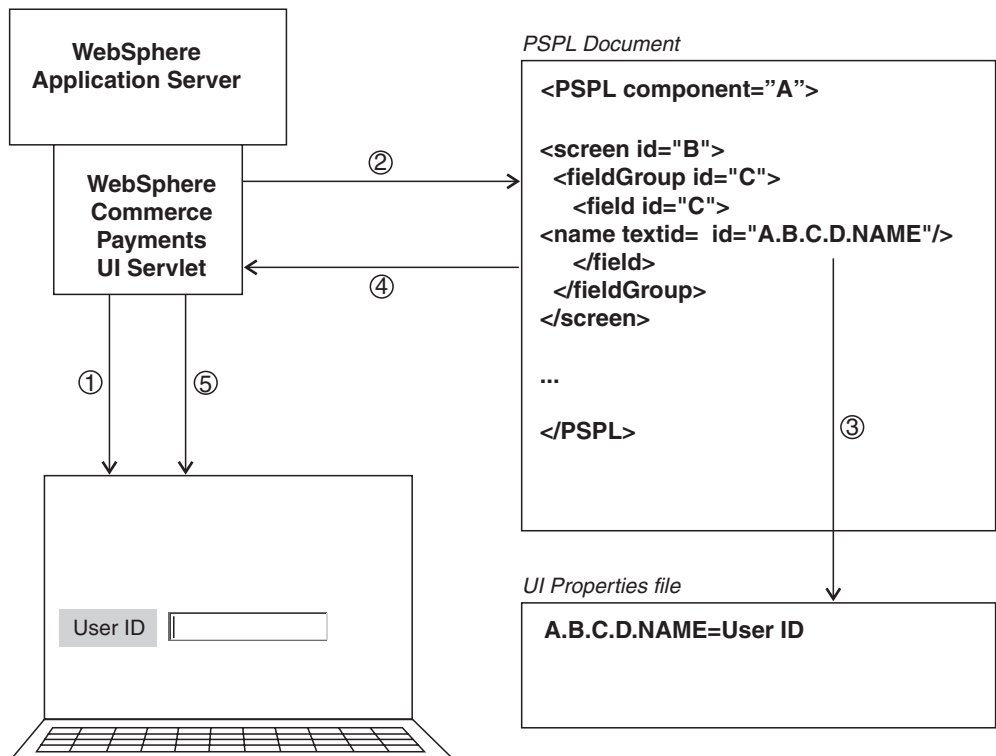 WebSphere
Application Server
WebSphere
Commerce
Payments
UI Servlet
②
④
①
⑤
User ID
PSPL Document
<PSPL component=”A”>
<screen id="B">
<fieldGroup id="C">
<field id="C">
<name textid= id="A.B.C.D.NAME"/>
</field>
</fieldGroup>
</screen>
...
</PSPL>
③
UI Properties file
A.B.C.D.NAME=User ID